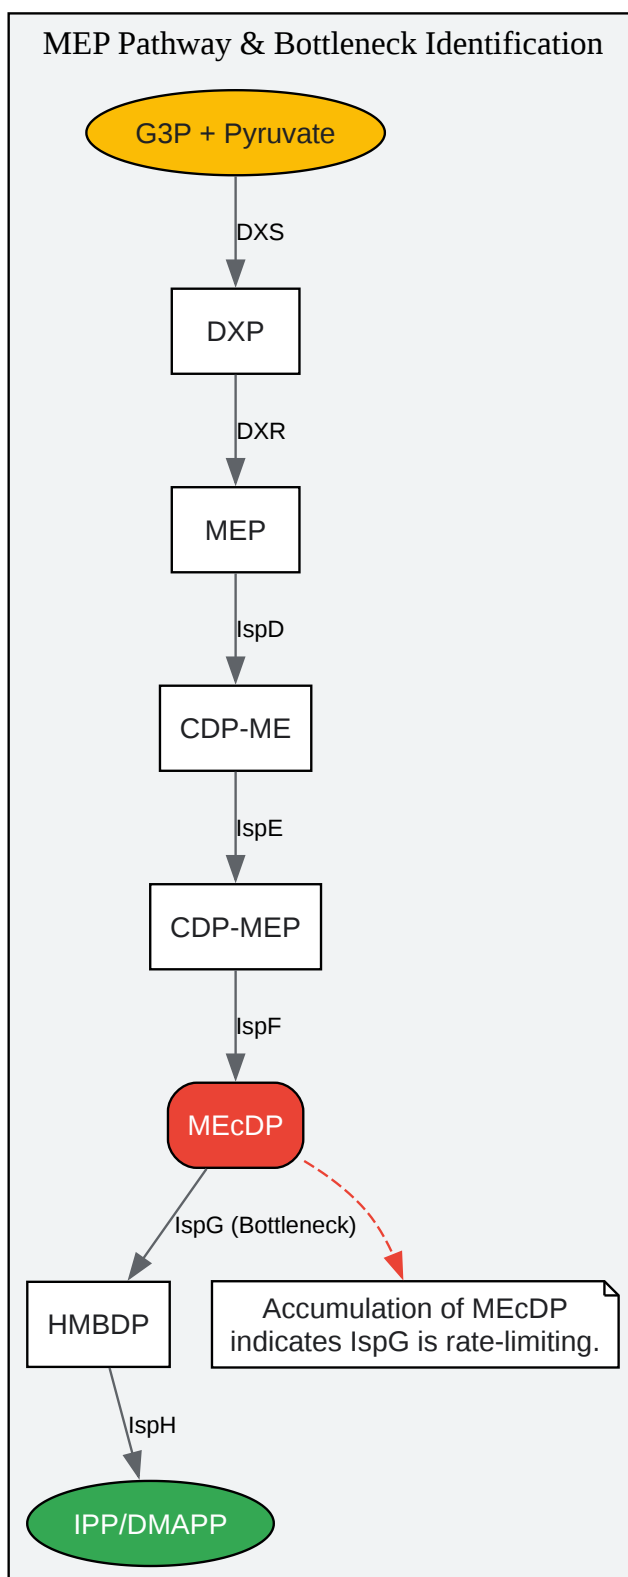 MEP Pathway & Bottleneck Identification
G3P + Pyruvate
DXS
DXP
DXR
MEP
IspD
CDP-ME
IspE
CDP-MEP
IspF
MEcDP
IspG (Bottleneck)
HMBDP
Accumulation of MEcDP
indicates IspG is rate-limiting.
IspH
IPP/DMAPP